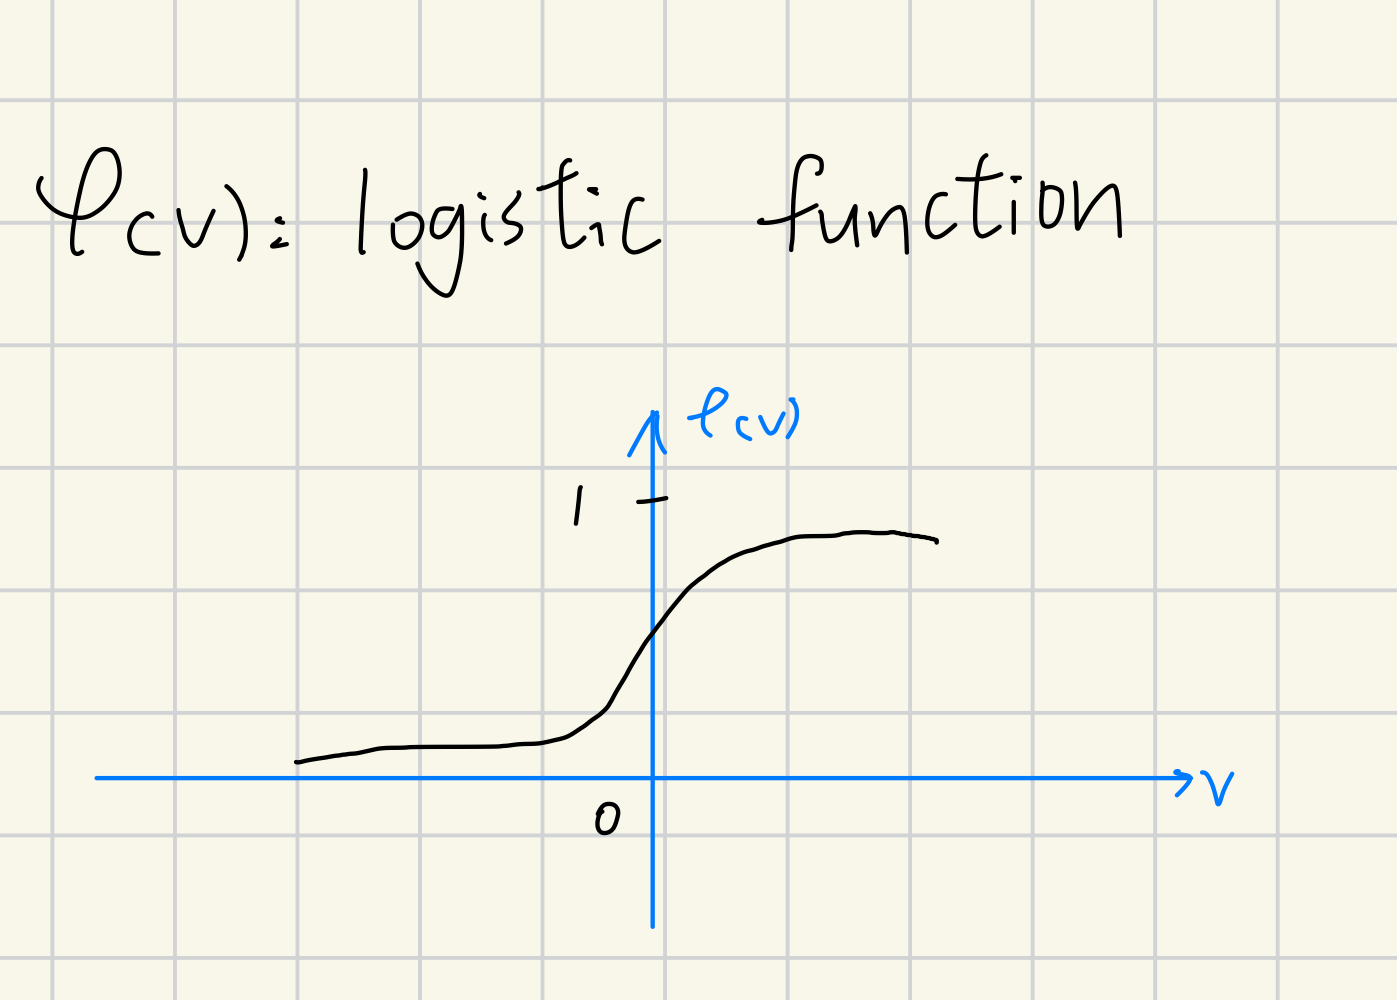 φ(v): logistic function
φ(v)
1
0
v